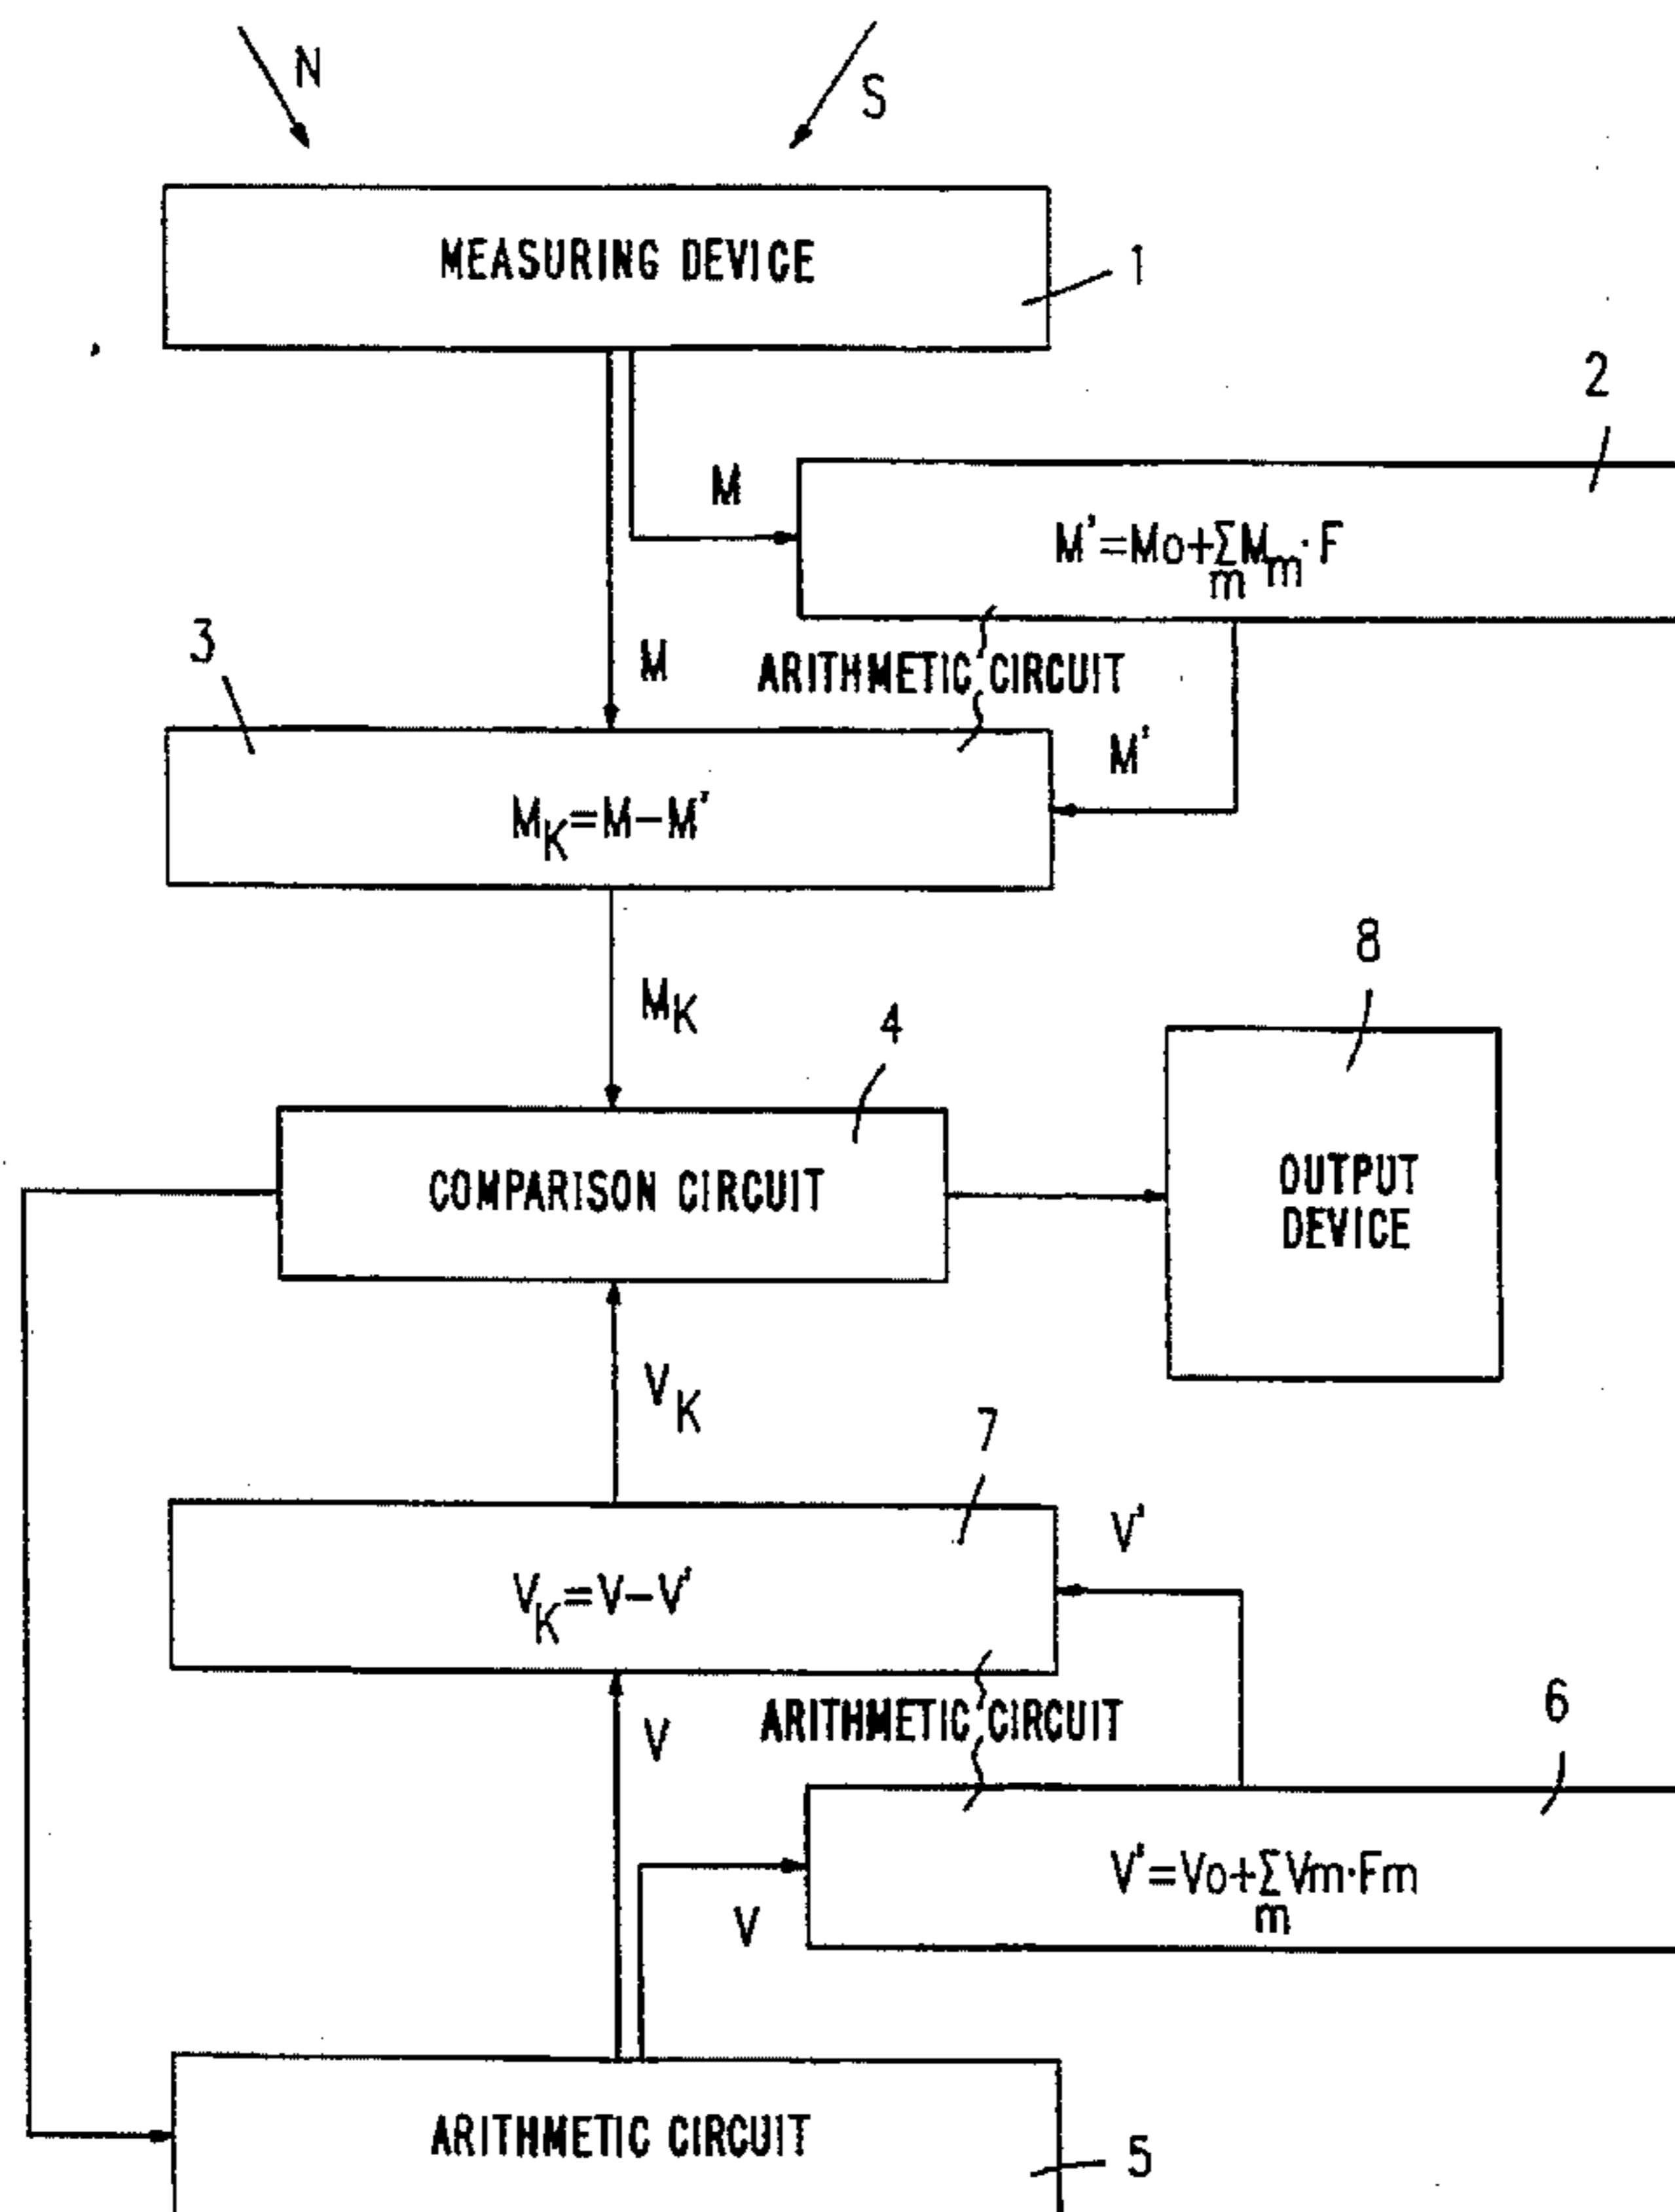 N
S
MEASURING DEVICE
1
2
M
M'=Mo+∑Mm·F
m
3
M
ARITHMETIC CIRCUIT
M'
MK=M-M'
8
MK
4
COMPARISON CIRCUIT
OUTPUT
DEVICE
VK
7
V'
VK=V-V'
V
ARITHMETIC CIRCUIT
6
V'=Vo+∑Vm·Fm
m
V
ARITHMETIC CIRCUIT
5